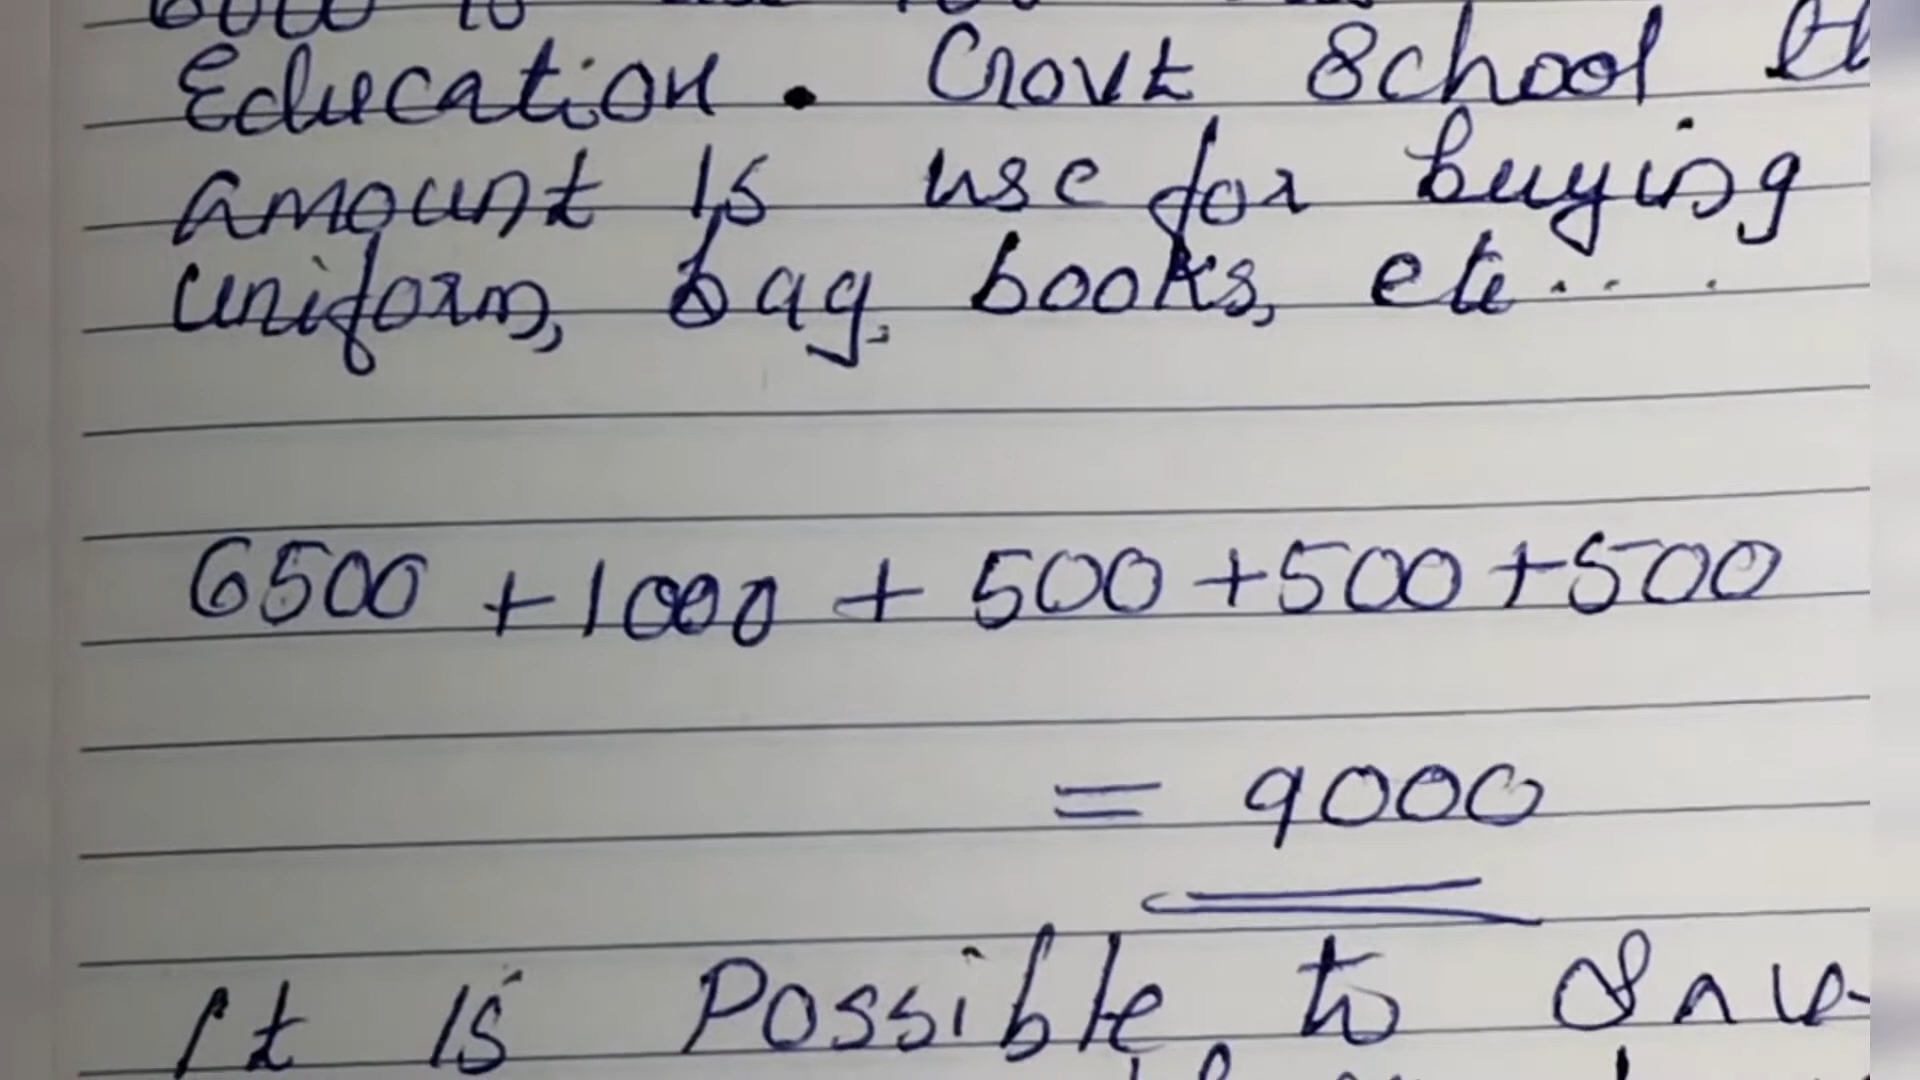 Education. Govt School
amount is use for buying
uniform, bag, books, etc....
6500 + 1000 + 500 + 500 + 500
= 9000
It is Possible to Save